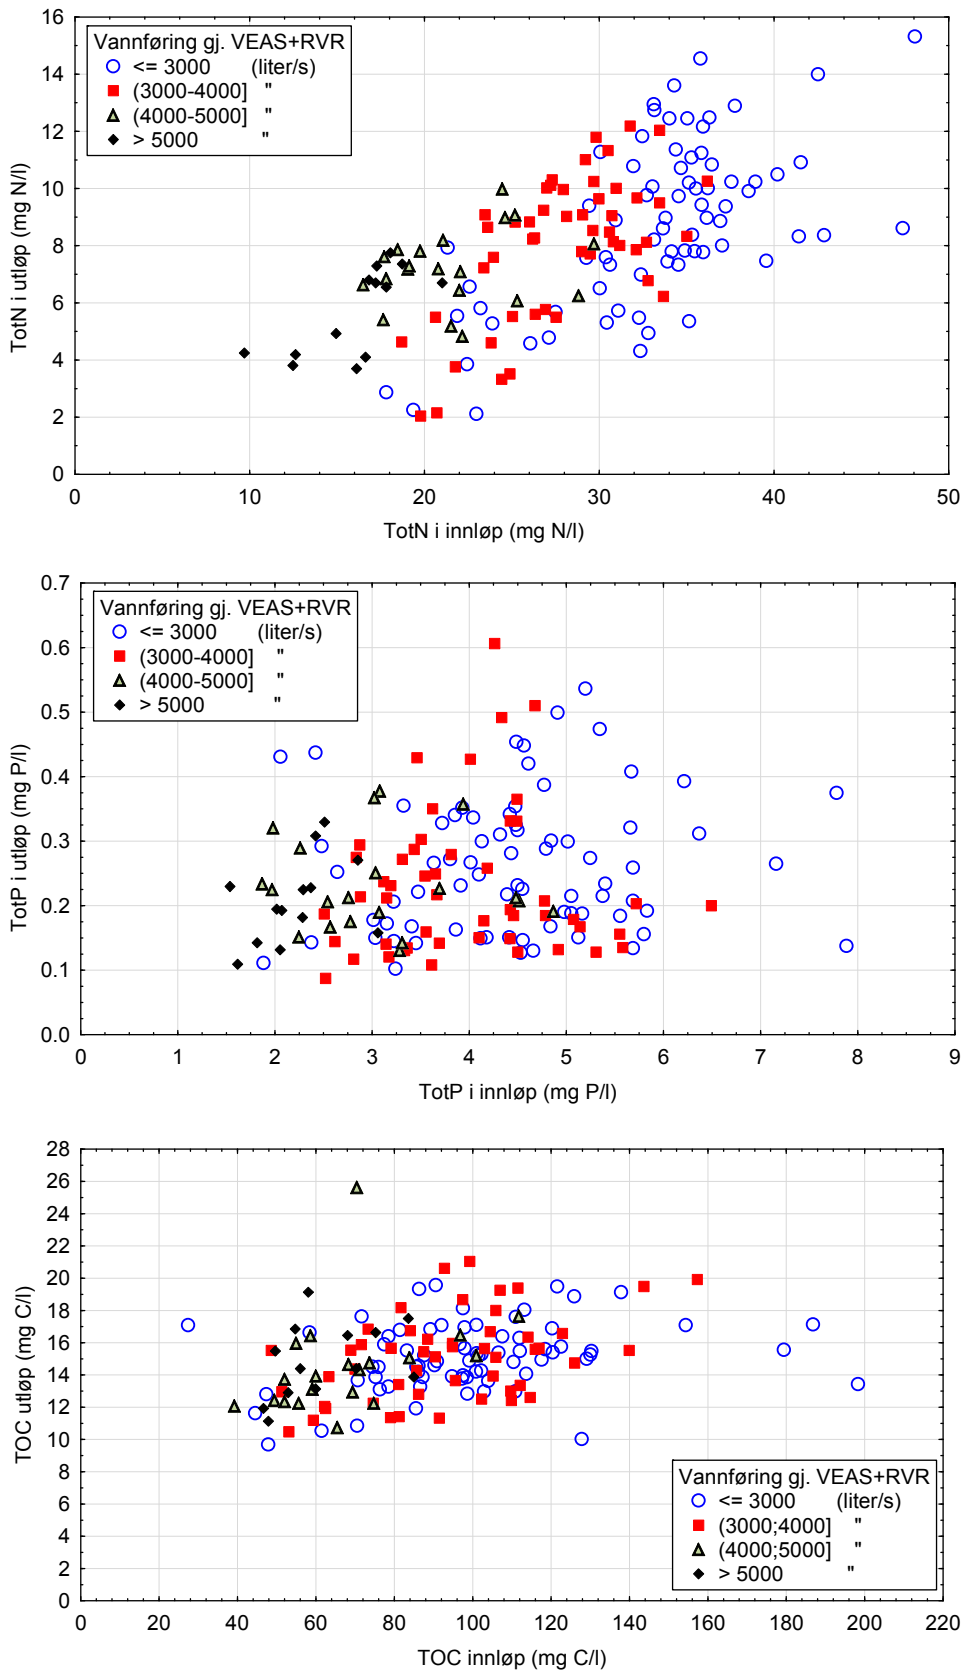 16
14
12
10
8
6
4
2
0
TotN i utløp (mg N/l)
Vannføring gj. VEAS+RVR
<= 3000 (liter/s)
(3000-4000] "
(4000-5000] "
> 5000 "
0 10 20 30 40 50
TotN i innløp (mg N/l)
0.7
0.6
0.5
0.4
0.3
0.2
0.1
0.0
TotP i utløp (mg P/l)
Vannføring gj. VEAS+RVR
<= 3000 (liter/s)
(3000-4000] "
(4000-5000] "
> 5000 "
0 1 2 3 4 5 6 7 8 9
TotP i innløp (mg P/l)
28
26
24
22
20
18
16
14
12
10
8
6
4
2
0
TOC utløp (mg C/l)
Vannføring gj. VEAS+RVR
<= 3000 (liter/s)
(3000;4000] "
(4000;5000] "
> 5000 "
0 20 40 60 80 100 120 140 160 180 200 220
TOC innløp (mg C/l)